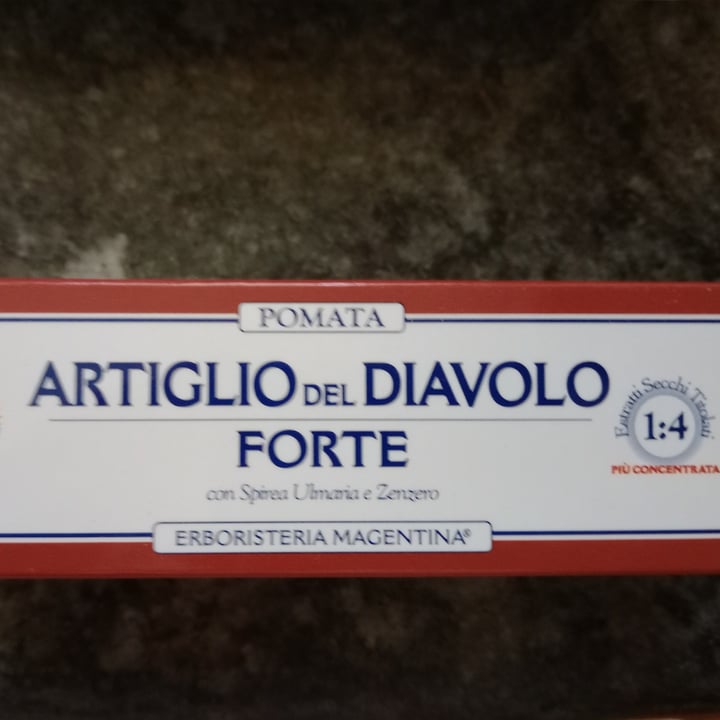 POMATA
ARTIGLIO DEL DIAVOLO
FORTE
con Spirea Ulmaria e Zenzero
ERBORISTERIA MAGENTINA®
Estratti Secchi Titolati
1:4
PIÙ CONCENTRATA